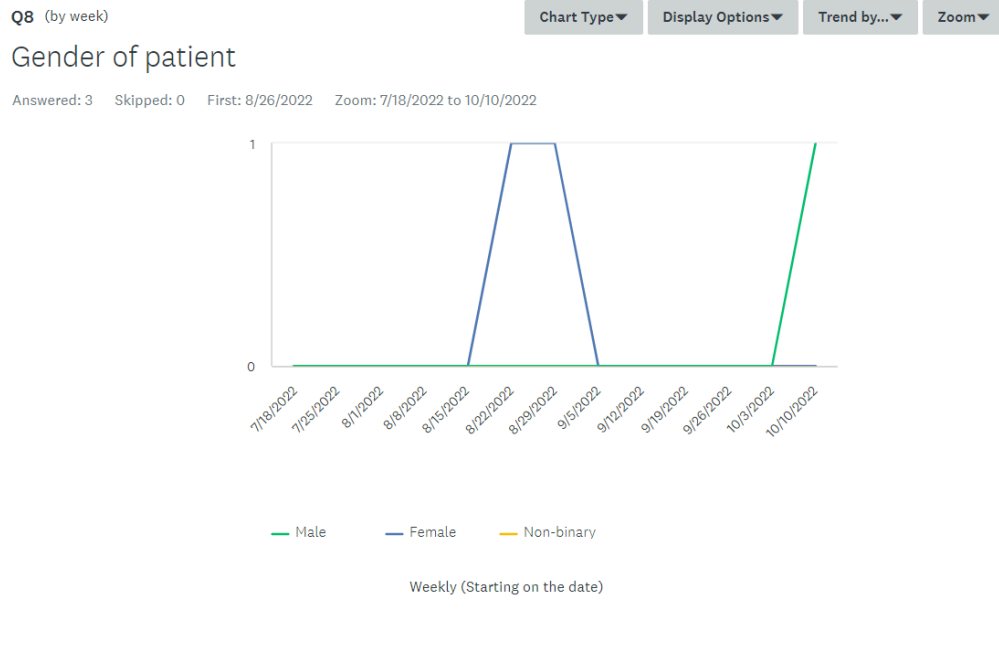 Q8 (by week)
Chart Type Display Options Trend by... Zoom
Gender of patient
Answered: 3 Skipped: 0 First: 8/26/2022 Zoom: 7/18/2022 to 10/10/2022
1
0
7/18/2022 7/25/2022 8/1/2022 8/8/2022 8/15/2022 8/22/2022 8/29/2022 9/5/2022 9/12/2022 9/19/2022 9/26/2022 10/3/2022 10/10/2022
Male Female Non-binary
Weekly (Starting on the date)